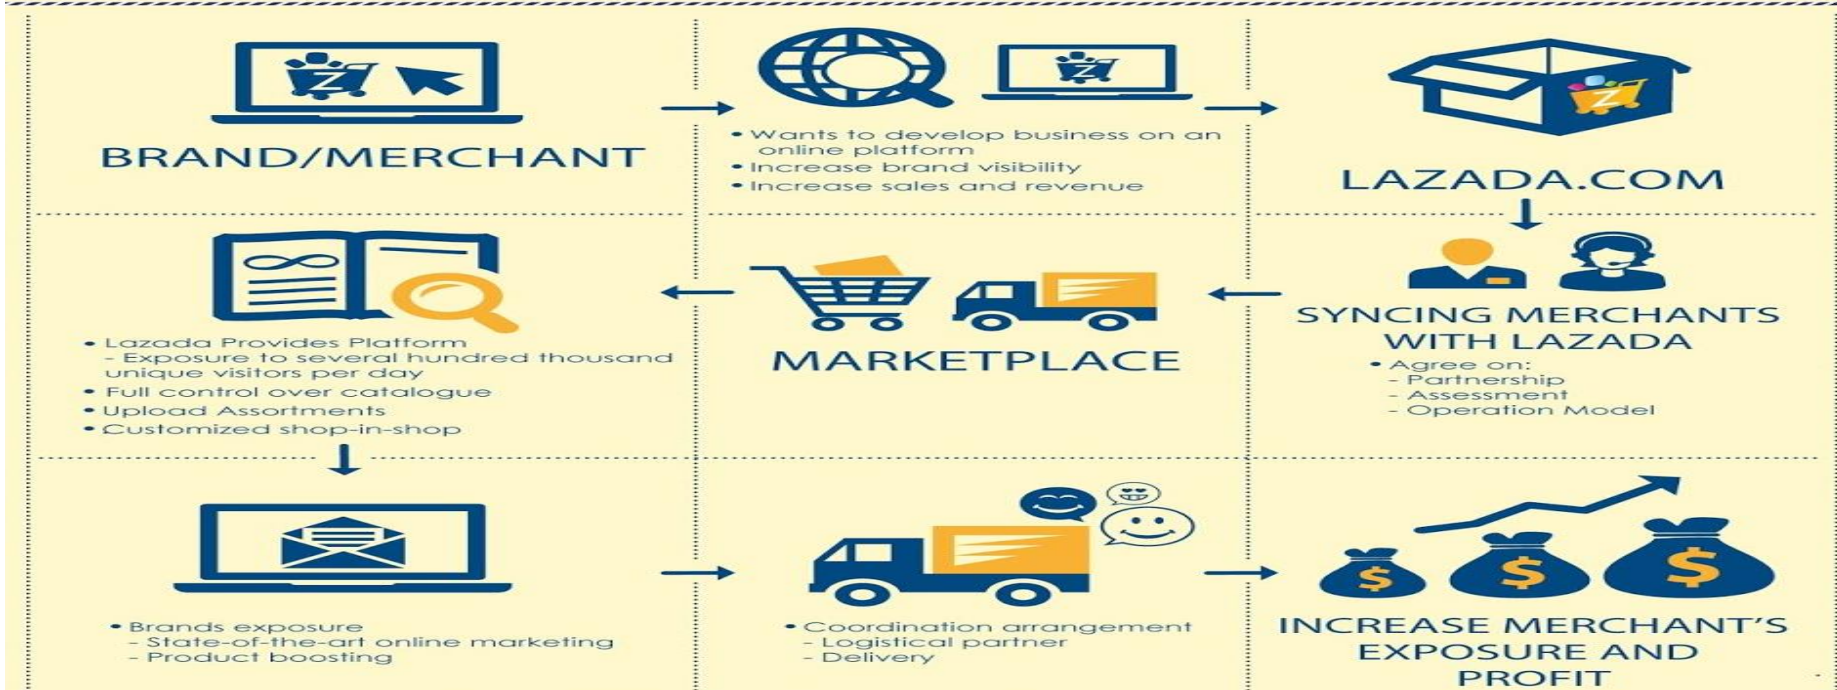 BRAND/MERCHANT
• Wants to develop business on an
online platform
• Increase brand visibility
• Increase sales and revenue
LAZADA.COM
SYNCING MERCHANTS
WITH LAZADA
• Agree on:
- Partnership
- Assessment
- Operation Model
MARKETPLACE
• Lazada Provides Platform
- Exposure to several hundred thousand
unique visitors per day
• Full control over catalogue
• Upload Assortments
• Customized shop-in-shop
• Brands exposure
- State-of-the-art online marketing
- Product boosting
• Coordination arrangement
- Logistical partner
- Delivery
$ $ $
INCREASE MERCHANT'S
EXPOSURE AND
PROFIT